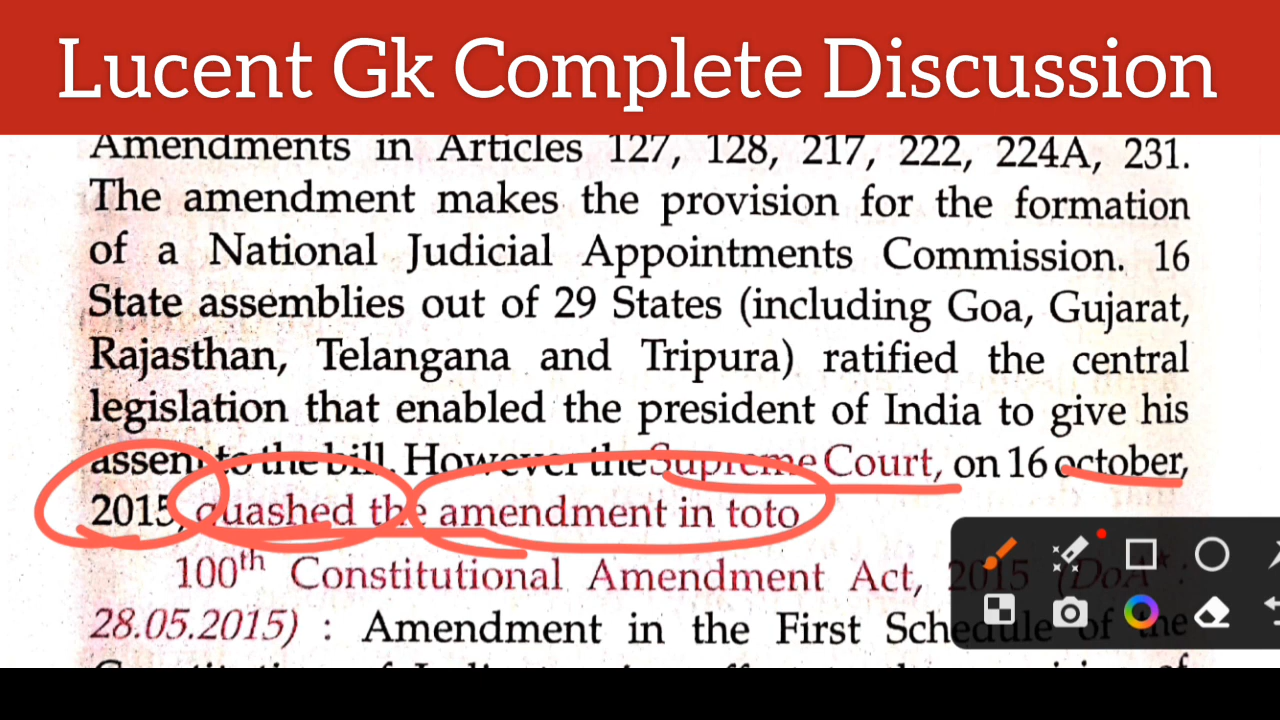 Lucent Gk Complete Discussion
Amendments in Articles 127, 128, 217, 222, 224A, 231.
The amendment makes the provision for the formation
of a National Judicial Appointments Commission. 16
State assemblies out of 29 States (including Goa, Gujarat,
Rajasthan, Telangana and Tripura) ratified the central
legislation that enabled the president of India to give his
assent to the bill. However the Supreme Court, on 16 october,
2015, quashed the amendment in toto
100th Constitutional Amendment Act, 2015 (DoA* :
28.05.2015) : Amendment in the First Schedule of the